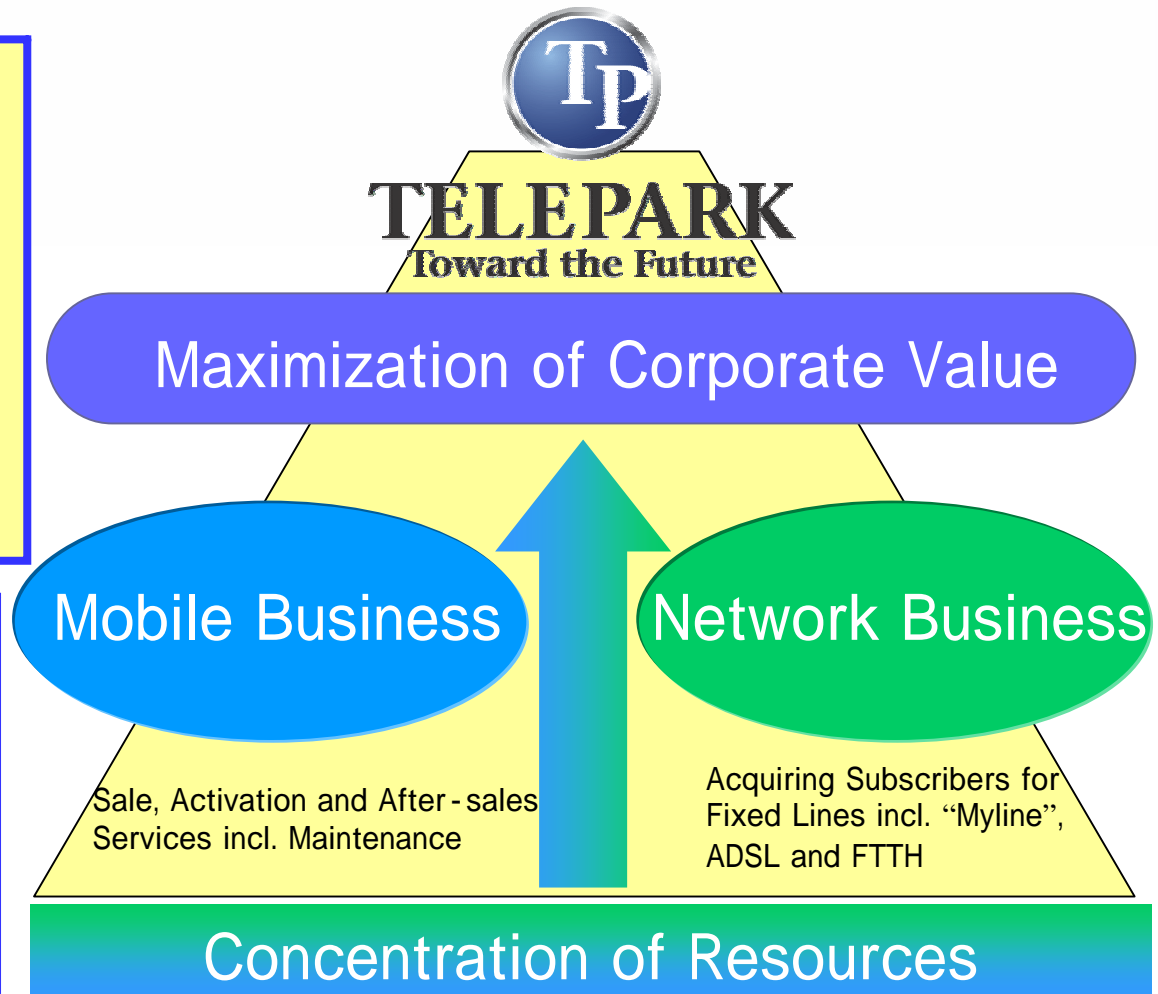 TP
TELEPARK
Toward the Future
Maximization of Corporate Value
Mobile Business
Network Business
Sale, Activation and After-sales
Services incl. Maintenance
Acquiring Subscribers for
Fixed Lines incl. “Myline”,
ADSL and FTTH
Concentration of Resources